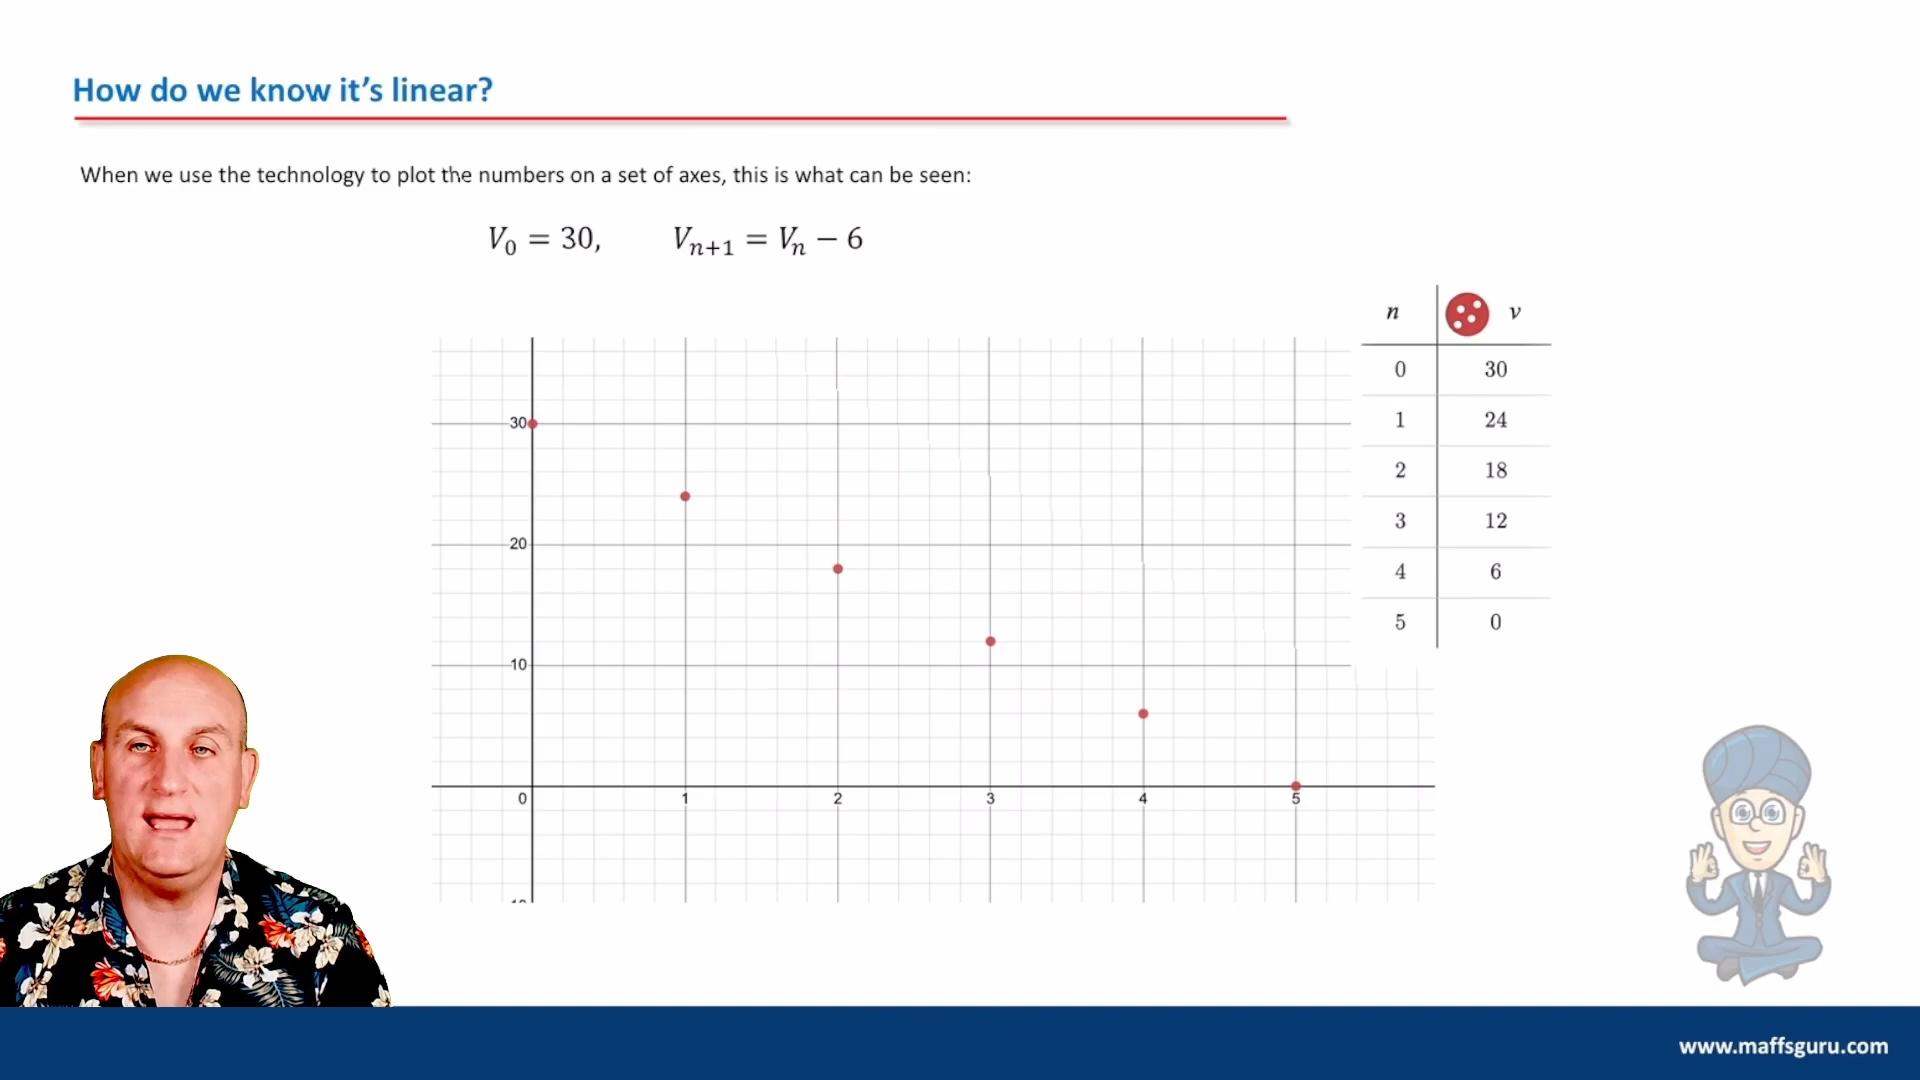 How do we know it's linear?
When we use the technology to plot the numbers on a set of axes, this is what can be seen:
V₀ = 30, Vₙ₊₁ = Vₙ − 6
n v
0 30
1 24
2 18
3 12
4 6
5 0
30
20
10
0 1 2 3 4 5
www.maffsguru.com